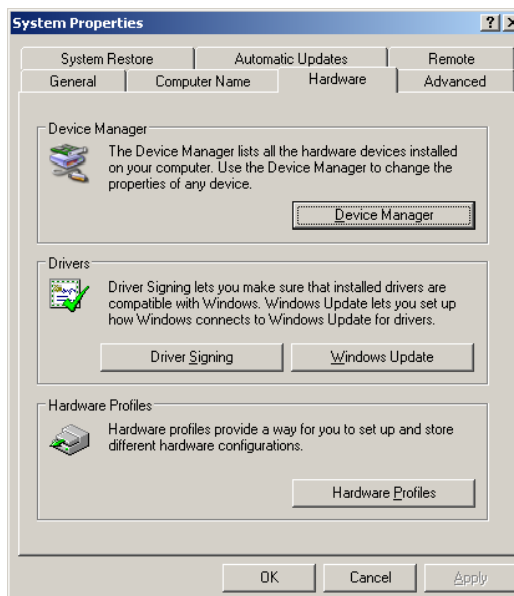 System Properties
System Restore
Automatic Updates
Remote
General
Computer Name
Hardware
Advanced
Device Manager
The Device Manager lists all the hardware devices installed
on your computer. Use the Device Manager to change the
properties of any device.
Device Manager
Drivers
Driver Signing lets you make sure that installed drivers are
compatible with Windows. Windows Update lets you set up
how Windows connects to Windows Update for drivers.
Driver Signing
Windows Update
Hardware Profiles
Hardware profiles provide a way for you to set up and store
different hardware configurations.
Hardware Profiles
OK
Cancel
Apply